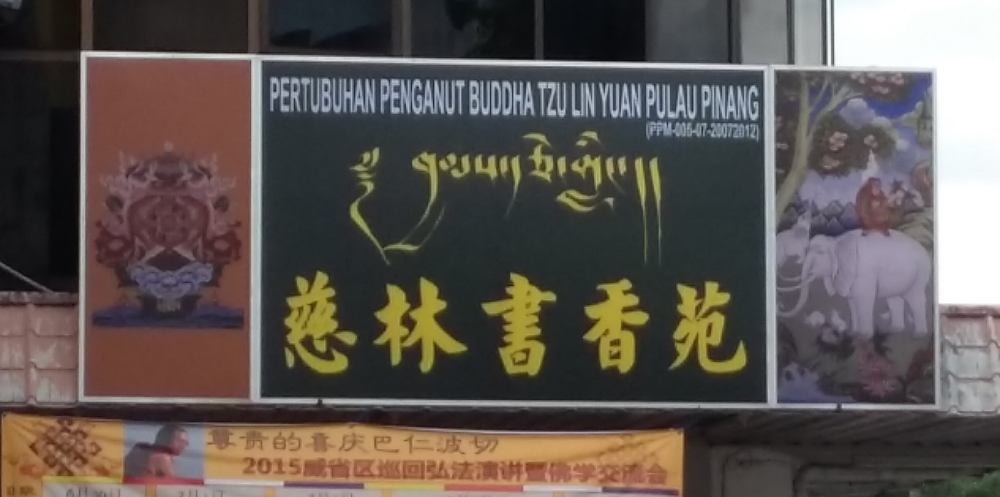 PERTUBUHAN PENGANUT BUDDHA TZU LIN YUAN PULAU PINANG
(PPM-006-07-20072012)
慈林書香苑
尊贵的喜庆巴仁波切
2015威省区巡回弘法演讲暨佛学交流会